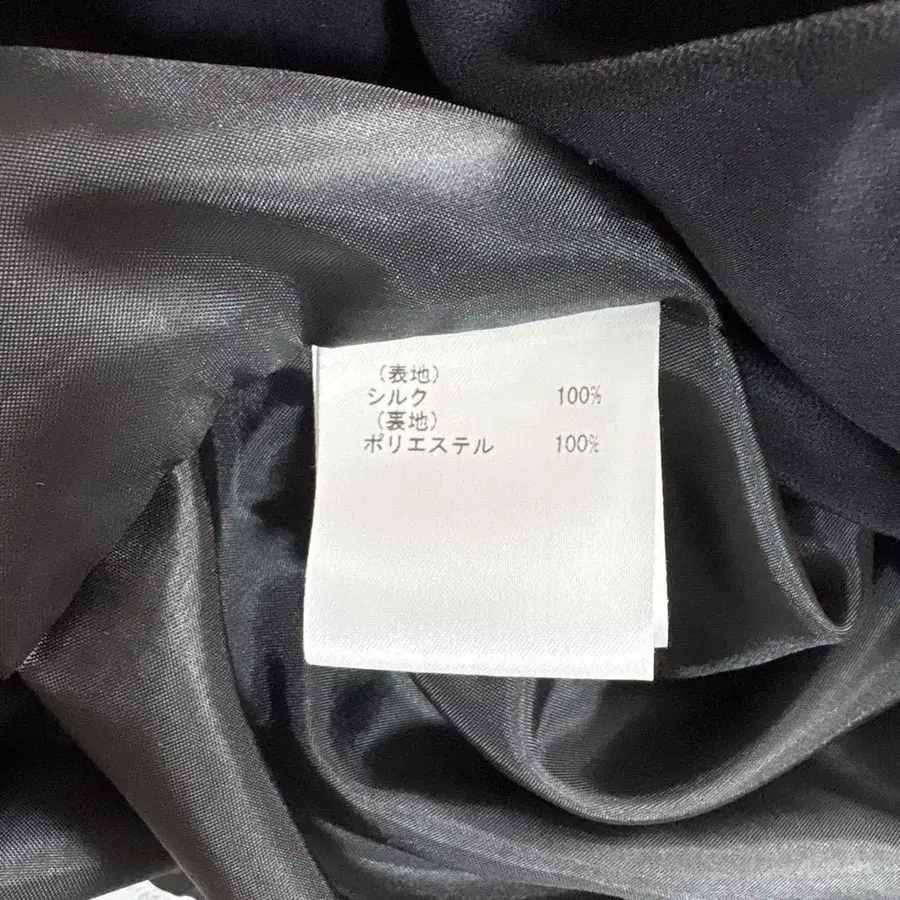 （表地）
シルク 100%
（裏地）
ポリエステル 100%